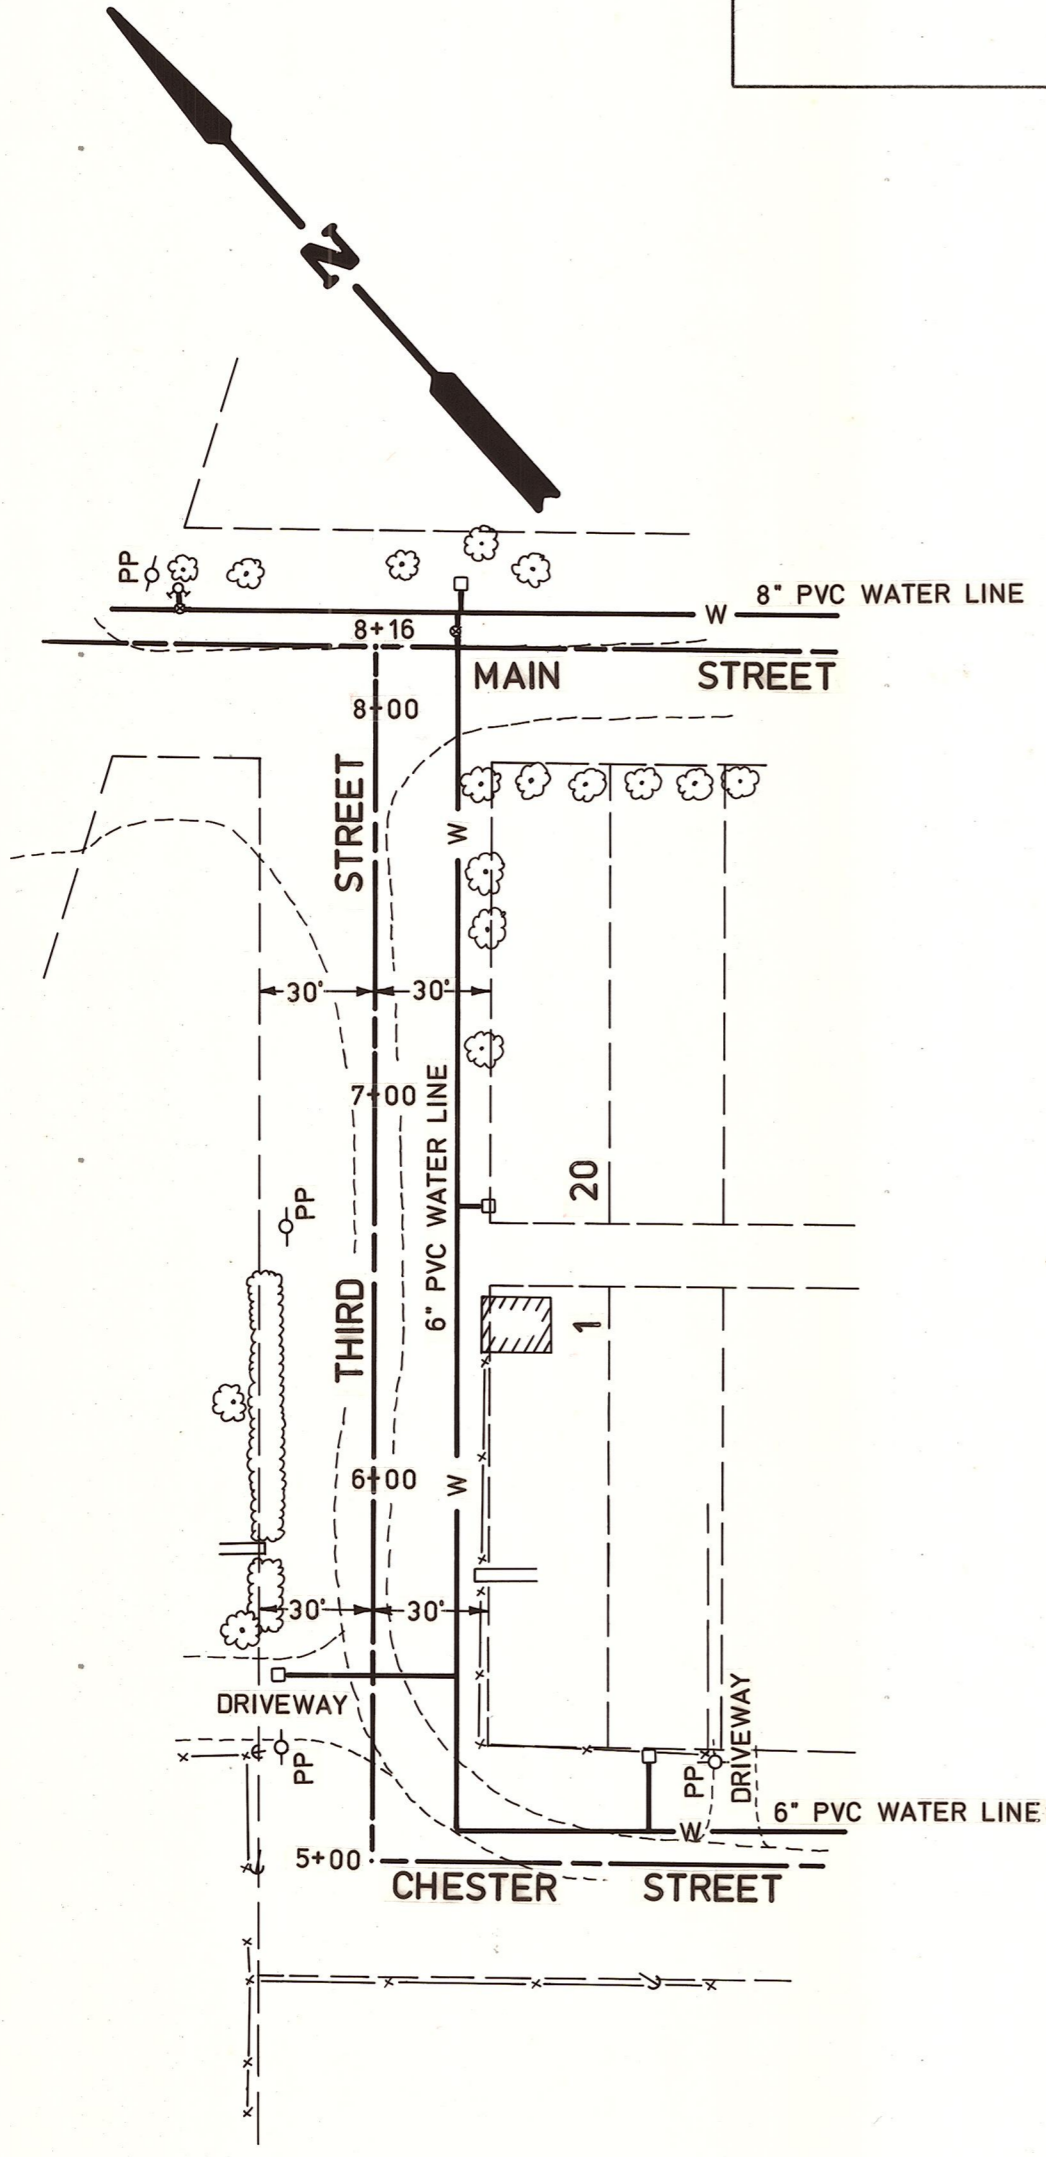 N
PP
8" PVC WATER LINE
W
8+16
MAIN STREET
8+00
STREET
W
30' 30'
7+00
6" PVC WATER LINE
20
PP
THIRD
1
6+00
W
30' 30'
DRIVEWAY
DRIVEWAY
PP
PP
6" PVC WATER LINE
W
5+00
CHESTER STREET